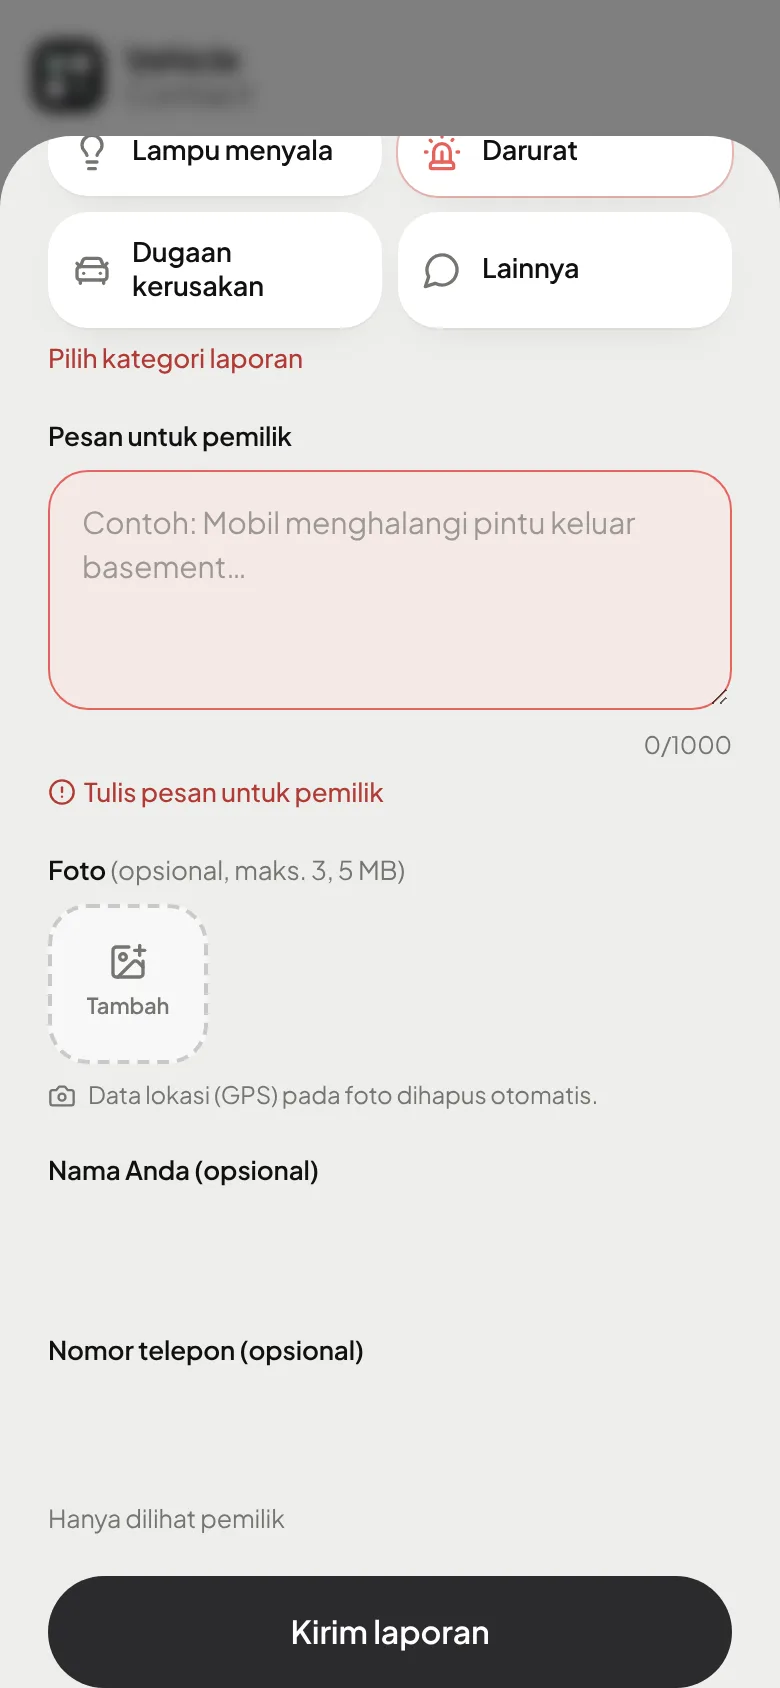 Lampu menyala
Darurat
Dugaan
kerusakan
Lainnya
Pilih kategori laporan
Pesan untuk pemilik
Contoh: Mobil menghalangi pintu keluar
basement...
0/1000
Tulis pesan untuk pemilik
Foto (opsional, maks. 3, 5 MB)
Tambah
Data lokasi (GPS) pada foto dihapus otomatis.
Nama Anda (opsional)
Nomor telepon (opsional)
Hanya dilihat pemilik
Kirim laporan